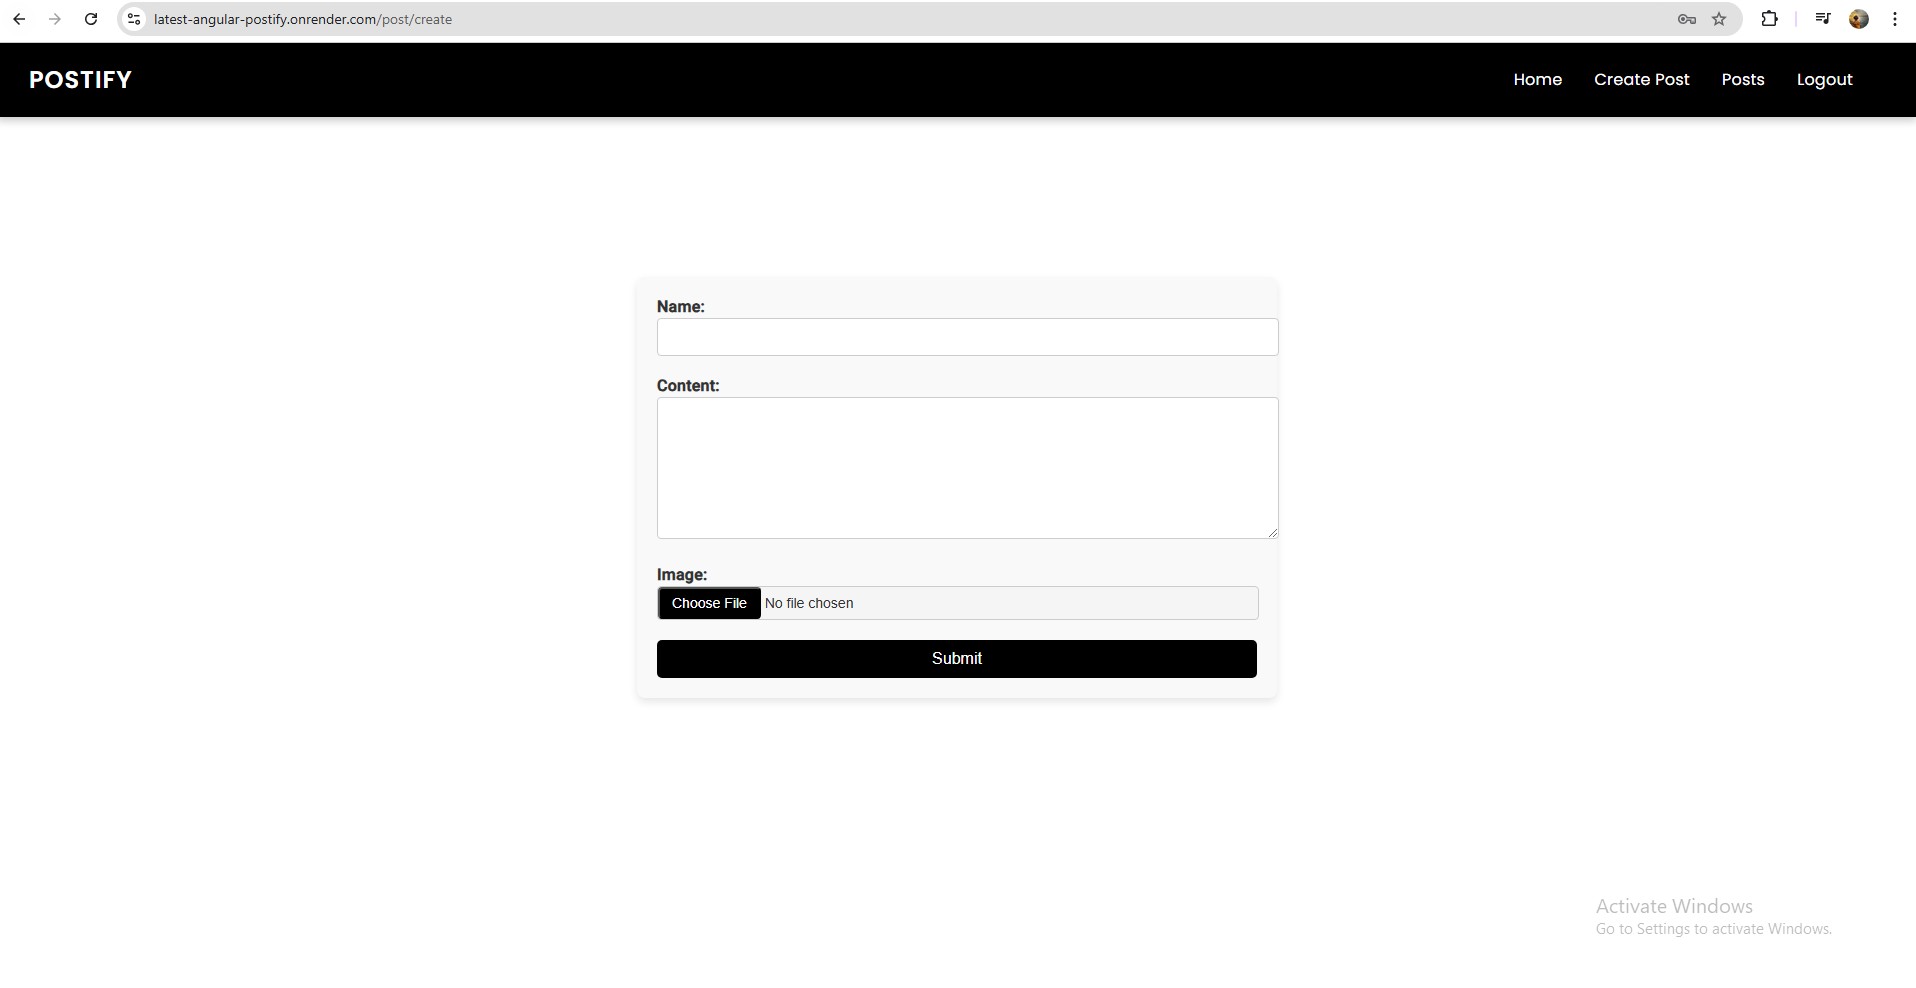 latest-angular-postify.onrender.com/post/create
POSTIFY
Home Create Post Posts Logout
Name:
Content:
Image:
Choose File No file chosen
Submit
Activate Windows
Go to Settings to activate Windows.